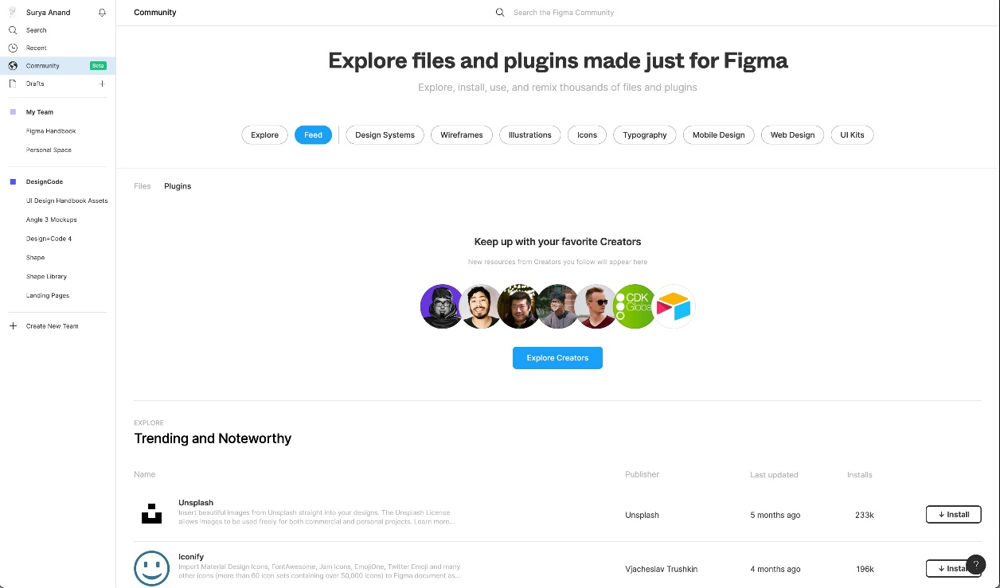 Surya Anand
Search
Recent
Community Beta
Drafts
My Team
Figma Handbook
Personal Space
DesignCode
UI Design Handbook Assets
Angle 3 Mockups
Design+Code 4
Shape
Shape Library
Landing Pages
Create New Team
Community
Search the Figma Community
Explore files and plugins made just for Figma
Explore, install, use, and remix thousands of files and plugins
Explore Feed Design Systems Wireframes Illustrations Icons Typography Mobile Design Web Design UI Kits
Files Plugins
Keep up with your favorite Creators
New resources from Creators you follow will appear here
CDK
Global
Explore Creators
EXPLORE
Trending and Noteworthy
Name Publisher Last updated Installs
Unsplash
Insert beautiful images from Unsplash straight into your designs. The Unsplash License
allows images to be used freely for both commercial and personal projects. Learn more...
Unsplash 5 months ago 233k ↓ Install
Iconify
Import Material Design Icons, FontAwesome, Jam Icons, EmojiOne, Twitter Emoji and many
other icons (more than 60 icon sets containing over 50,000 icons) to Figma document as...
Vjacheslav Trushkin 4 months ago 196k ↓ Install ?